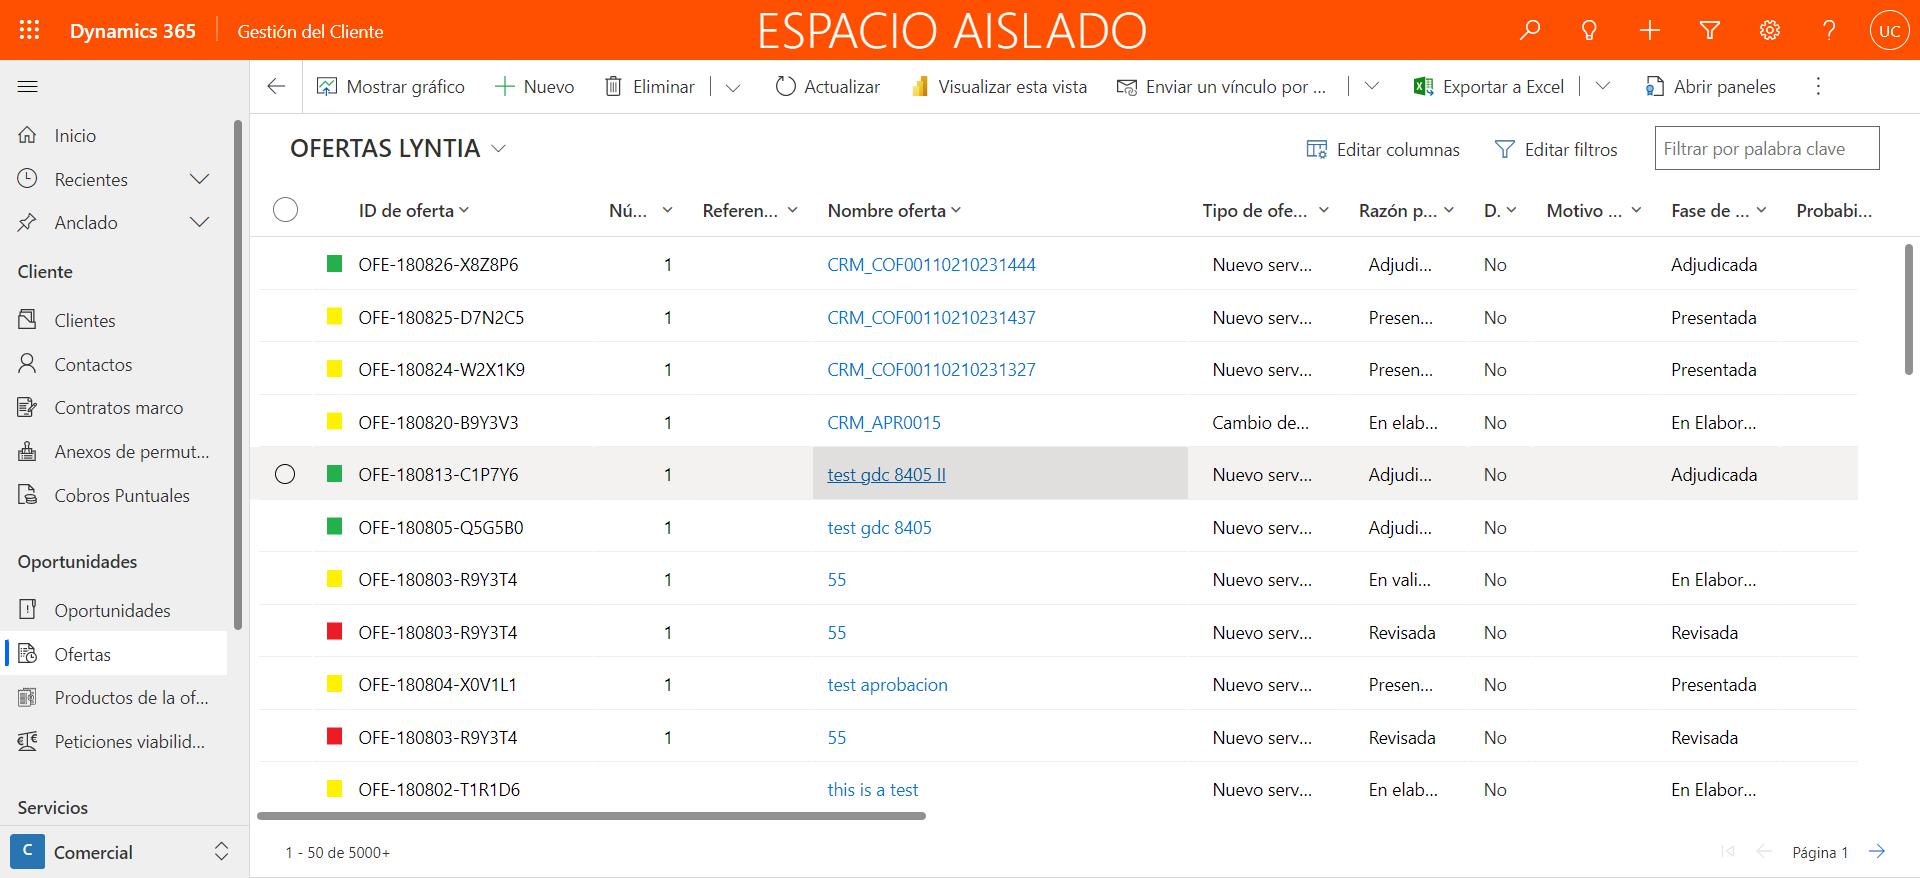 Dynamics 365
Gestión del Cliente
ESPACIO AISLADO
UC
Mostrar gráfico
Nuevo
Eliminar
Actualizar
Visualizar esta vista
Enviar un vínculo por ...
Exportar a Excel
Abrir paneles
Inicio
Recientes
Anclado
Cliente
Clientes
Contactos
Contratos marco
Anexos de permut...
Cobros Puntuales
Oportunidades
Oportunidades
Ofertas
Productos de la of...
Peticiones viabilid...
Servicios
C Comercial
OFERTAS LYNTIA
Editar columnas
Editar filtros
Filtrar por palabra clave
ID de oferta Nú... Referen... Nombre oferta Tipo de ofe... Razón p... D. Motivo ... Fase de ... Probabi...
OFE-180826-X8Z8P6 1 CRM_COF00110210231444 Nuevo serv... Adjudi... No Adjudicada
OFE-180825-D7N2C5 1 CRM_COF00110210231437 Nuevo serv... Presen... No Presentada
OFE-180824-W2X1K9 1 CRM_COF00110210231327 Nuevo serv... Presen... No Presentada
OFE-180820-B9Y3V3 1 CRM_APR0015 Cambio de... En elab... No En Elabor...
OFE-180813-C1P7Y6 1 test gdc 8405 II Nuevo serv... Adjudi... No Adjudicada
OFE-180805-Q5G5B0 1 test gdc 8405 Nuevo serv... Adjudi... No
OFE-180803-R9Y3T4 1 55 Nuevo serv... En vali... No En Elabor...
OFE-180803-R9Y3T4 1 55 Nuevo serv... Revisada No Revisada
OFE-180804-X0V1L1 1 test aprobacion Nuevo serv... Presen... No Presentada
OFE-180803-R9Y3T4 1 55 Nuevo serv... Revisada No Revisada
OFE-180802-T1R1D6 this is a test Nuevo serv... En elab... No En Elabor...
1 - 50 de 5000+
Página 1